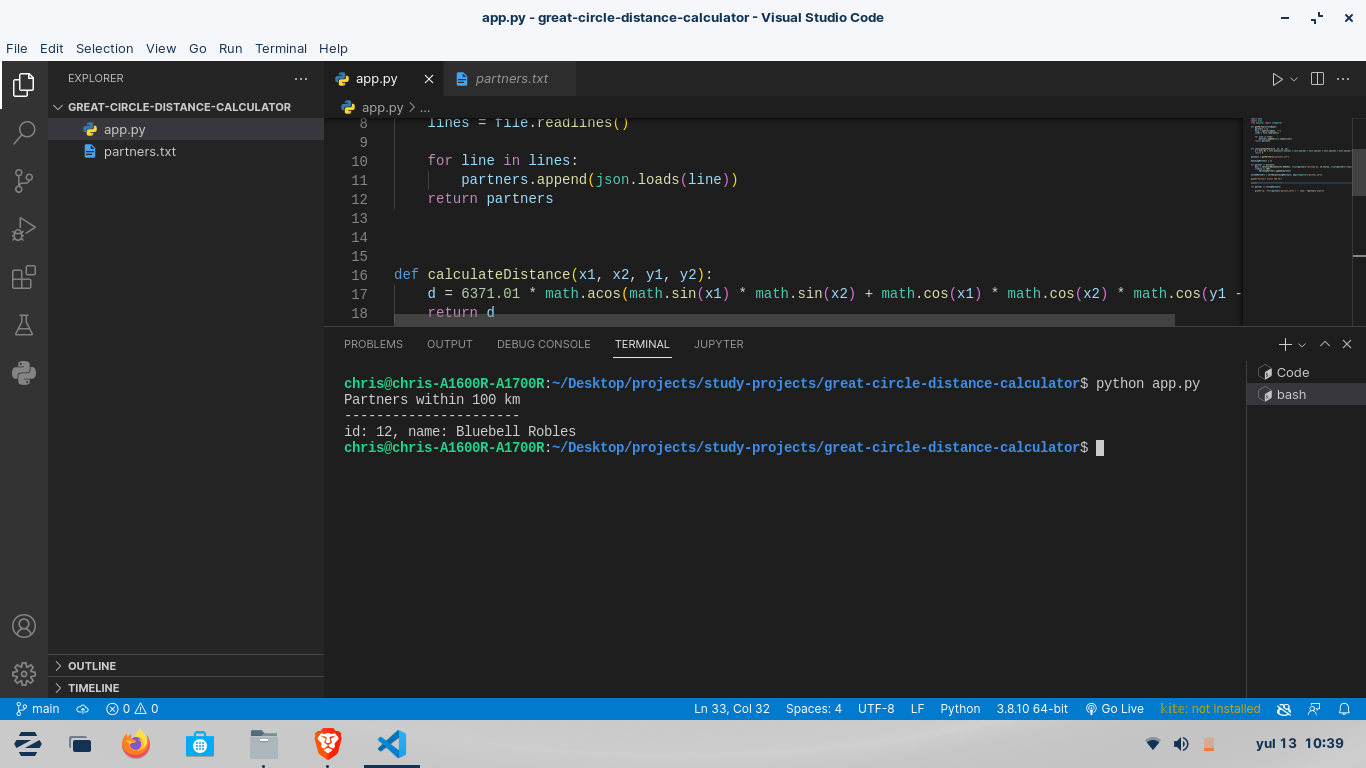 app.py - great-circle-distance-calculator - Visual Studio Code
File Edit Selection View Go Run Terminal Help
EXPLORER
GREAT-CIRCLE-DISTANCE-CALCULATOR
app.py
partners.txt
OUTLINE
TIMELINE
app.py partners.txt
app.py > ...
8 lines = file.readlines()
9
10 for line in lines:
11 partners.append(json.loads(line))
12 return partners
13
14
15
16 def calculateDistance(x1, x2, y1, y2):
17 d = 6371.01 * math.acos(math.sin(x1) * math.sin(x2) + math.cos(x1) * math.cos(x2) * math.cos(y1 -
18 return d
PROBLEMS OUTPUT DEBUG CONSOLE TERMINAL JUPYTER
chris@chris-A1600R-A1700R:~/Desktop/projects/study-projects/great-circle-distance-calculator$ python app.py
Partners within 100 km
----------------------
id: 12, name: Bluebell Robles
chris@chris-A1600R-A1700R:~/Desktop/projects/study-projects/great-circle-distance-calculator$
Code
bash
main 0 0 Ln 33, Col 32 Spaces: 4 UTF-8 LF Python 3.8.10 64-bit Go Live kite: not installed
yul 13 10:39